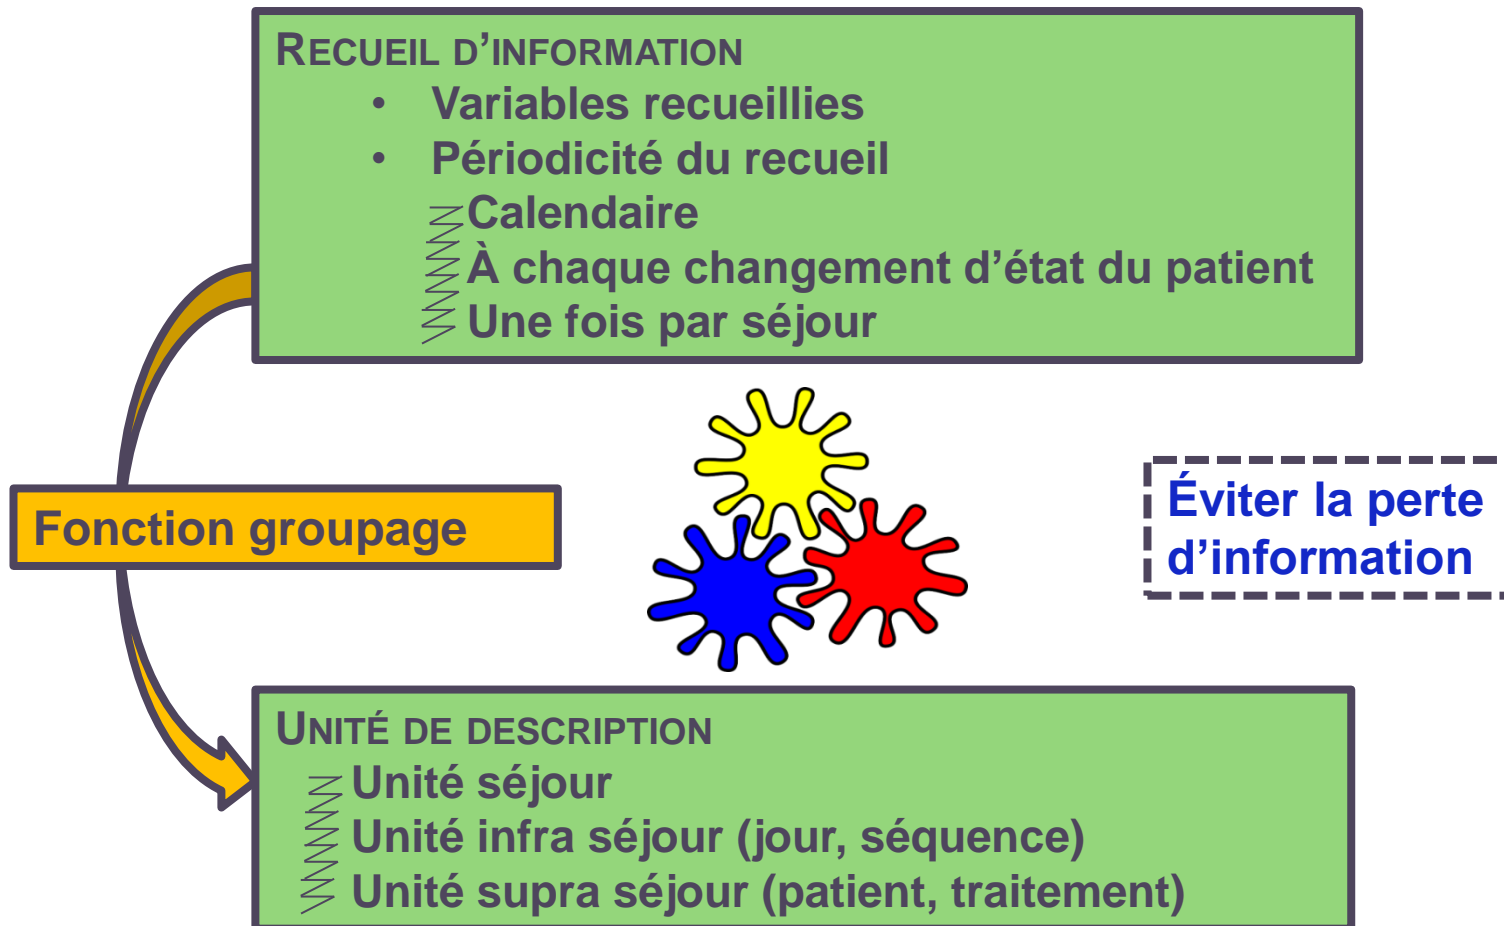 RECUEIL D’INFORMATION
• Variables recueillies
• Périodicité du recueil
Calendaire
À chaque changement d’état du patient
Une fois par séjour
Fonction groupage
Éviter la perte
d’information
UNITÉ DE DESCRIPTION
Unité séjour
Unité infra séjour (jour, séquence)
Unité supra séjour (patient, traitement)